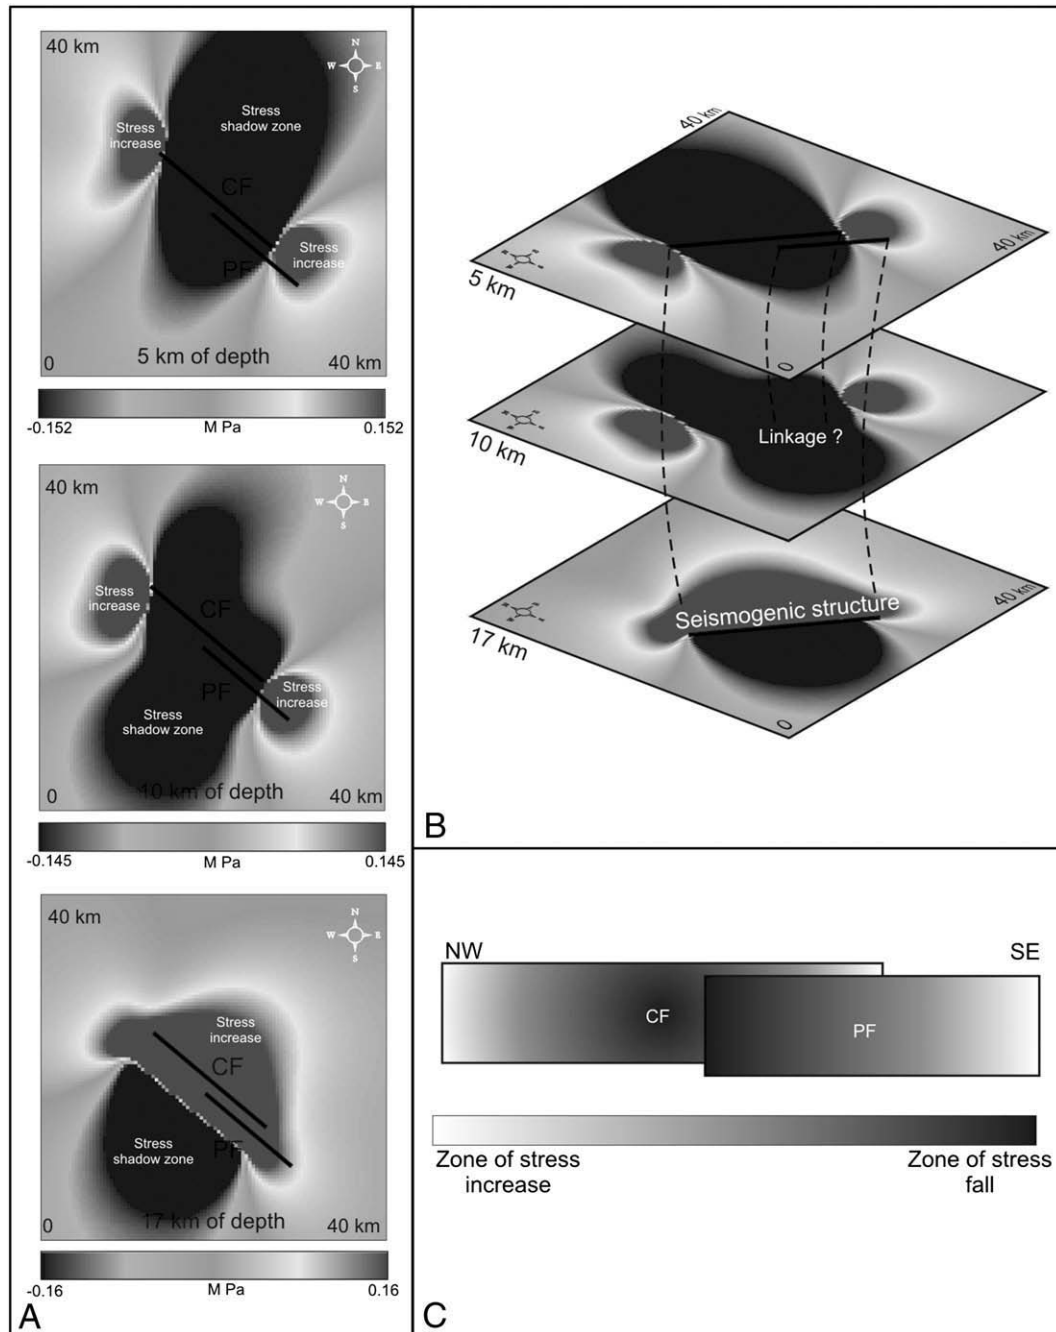 40 km
N
W E
S
Stress
shadow zone
Stress
increase
CF
Stress
increase
PF
0
5 km of depth
40 km
-0.152
M Pa
0.152
40 km
N
W E
S
Stress
increase
CF
PF
Stress
increase
Stress
shadow zone
0
10 km of depth
40 km
-0.145
M Pa
0.145
40 km
N
W E
S
Stress
increase
CF
PF
Stress
shadow zone
0
17 km of depth
40 km
-0.16
M Pa
0.16
A
40 km
40 km
5 km
0
Linkage ?
10 km
40 km
Seismogenic structure
17 km
0
B
NW
SE
CF
PF
Zone of stress
increase
Zone of stress
fall
C